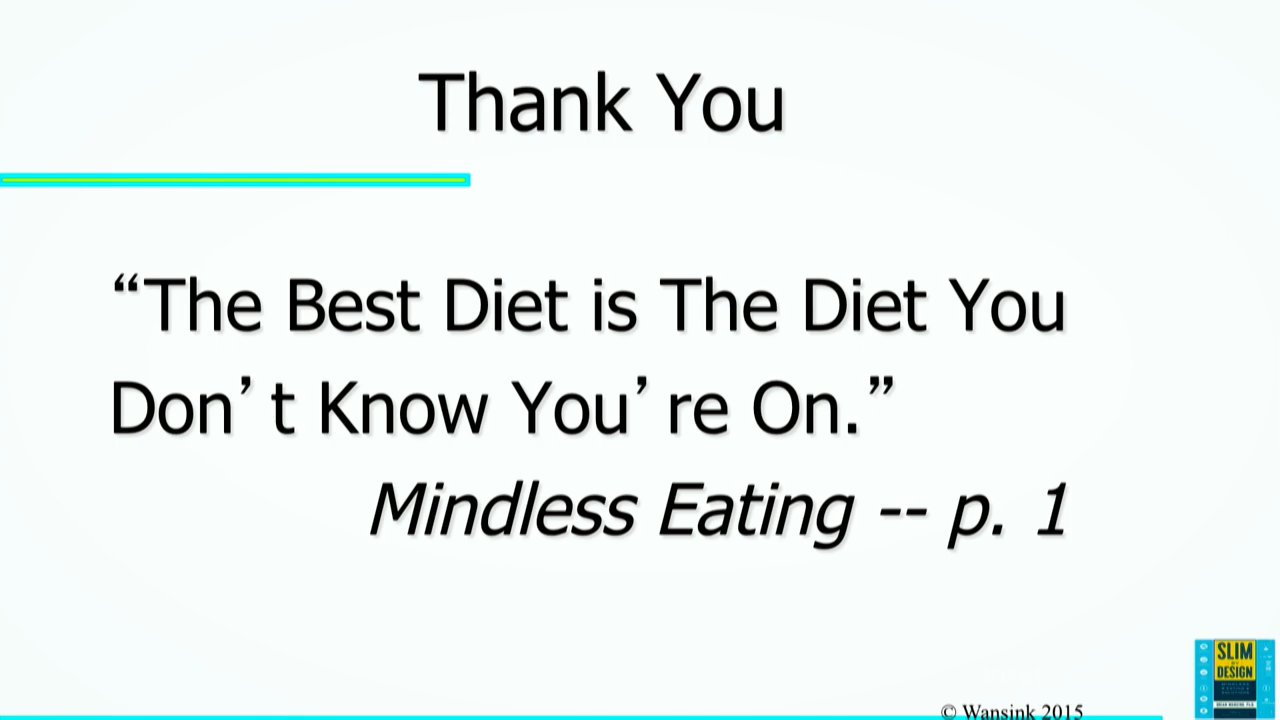 Thank You
“The Best Diet is The Diet You
Don’t Know You’re On.”
Mindless Eating -- p. 1
SLIM
BY
DESIGN
© Wansink 2015